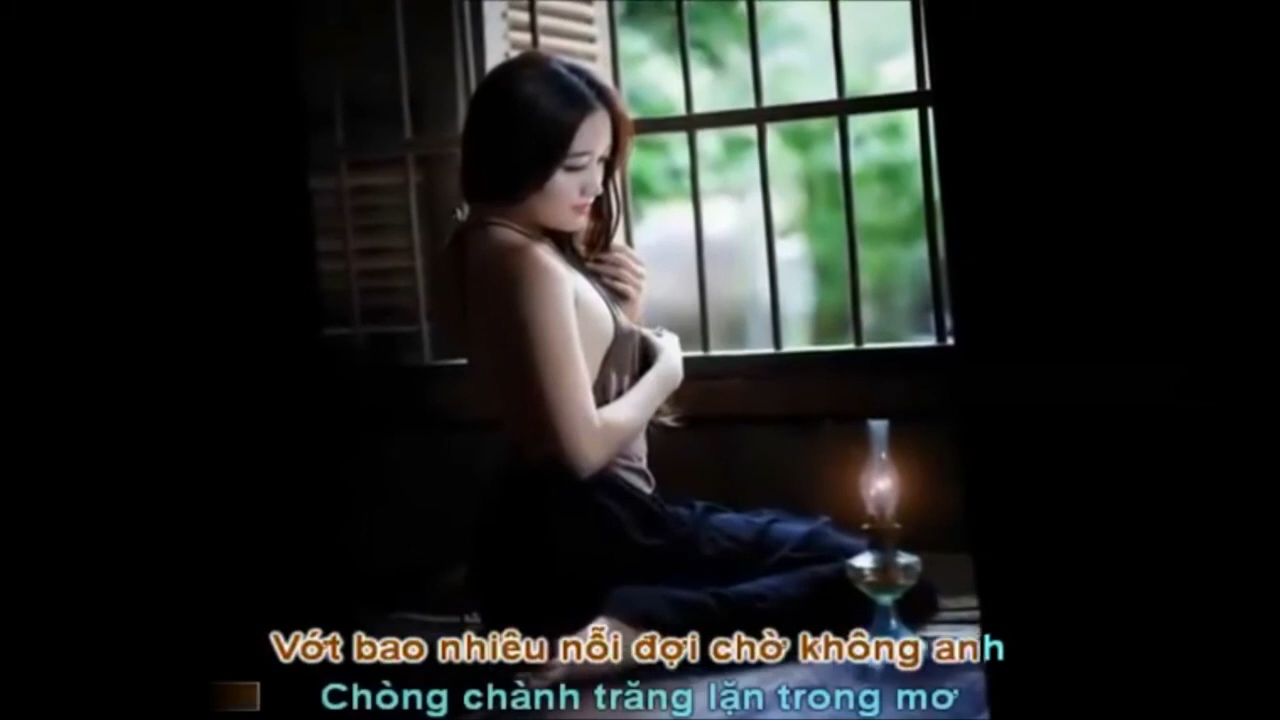 Vớt bao nhiêu nỗi đợi chờ không anh
Chòng chành trăng lặn trong mơ